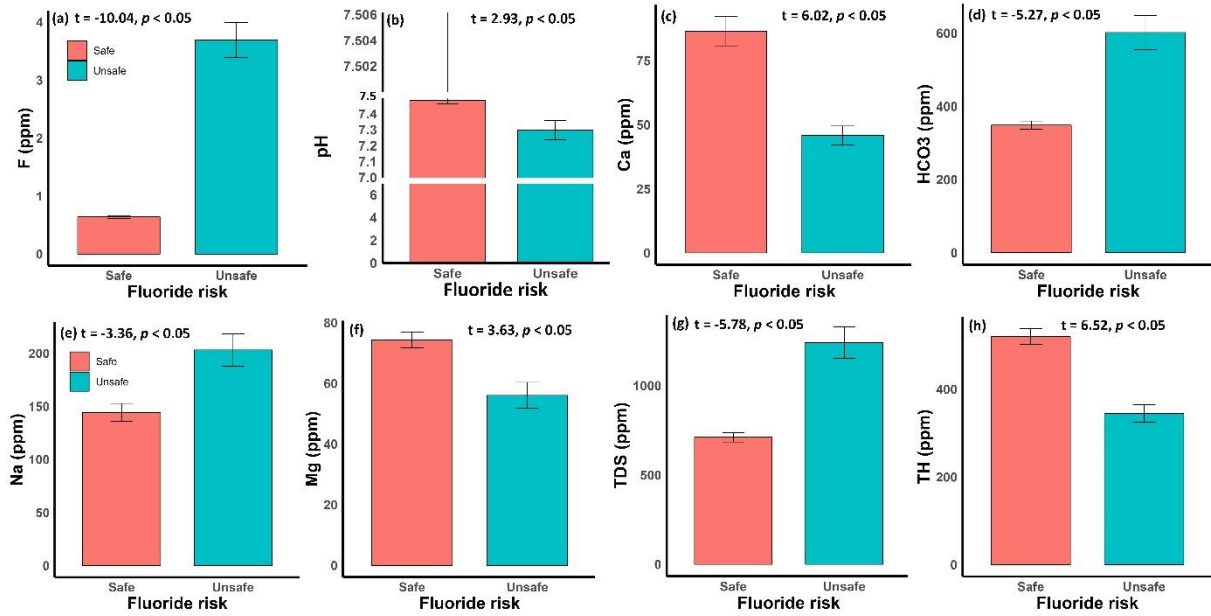 (a) t = -10.04, p < 0.05
Safe
Unsafe
F (ppm)
4
3
2
1
0
Safe Unsafe
Fluoride risk
(b) t = 2.93, p < 0.05
pH
7.506
7.504
7.502
7.5
7.4
7.3
7.2
7.1
7.0
6
4
2
0
Safe Unsafe
Fluoride risk
(c) t = 6.02, p < 0.05
Ca (ppm)
75
50
25
0
Safe Unsafe
Fluoride risk
(d) t = -5.27, p < 0.05
HCO3 (ppm)
600
400
200
0
Safe Unsafe
Fluoride risk
(e) t = -3.36, p < 0.05
Safe
Unsafe
Na (ppm)
200
150
100
50
0
Safe Unsafe
Fluoride risk
(f) t = 3.63, p < 0.05
Mg (ppm)
80
60
40
20
0
Safe Unsafe
Fluoride risk
(g) t = -5.78, p < 0.05
TDS (ppm)
1000
500
0
Safe Unsafe
Fluoride risk
(h) t = 6.52, p < 0.05
TH (ppm)
400
200
0
Safe Unsafe
Fluoride risk